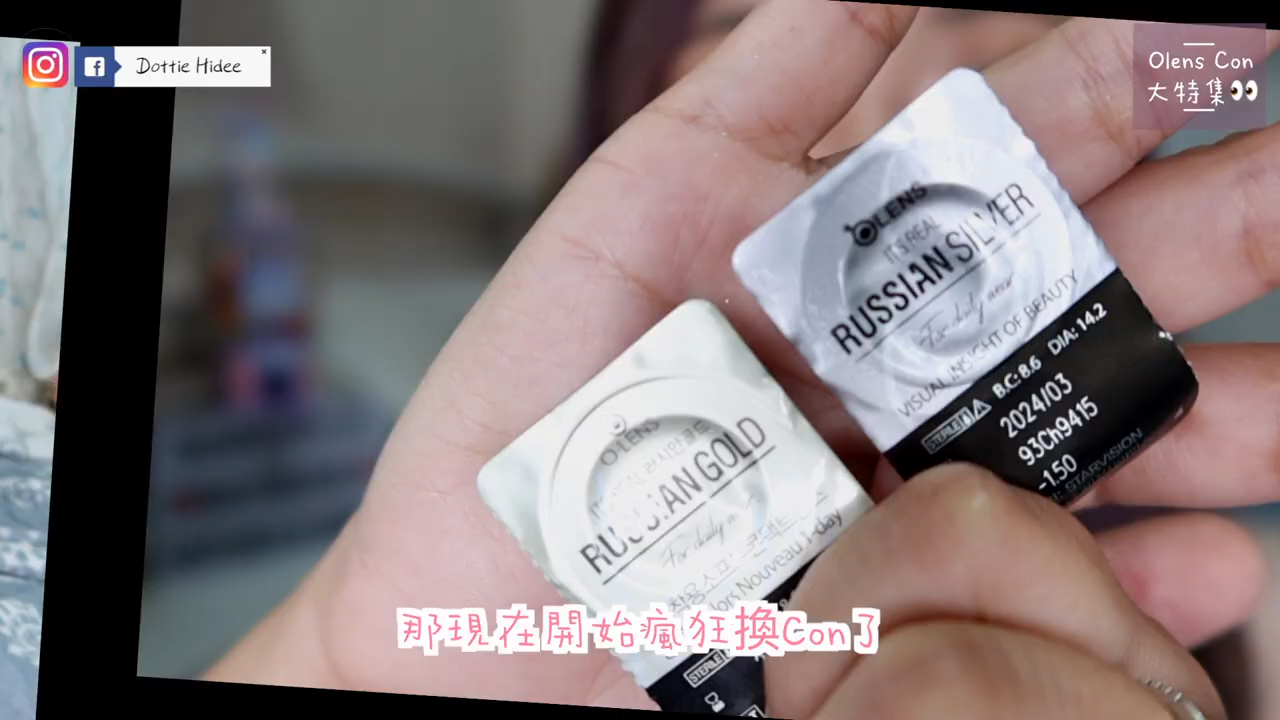 Dottie Hidee
Olens Con
大特集
OLENS
IT'S REAL
RUSSIAN SILVER
For daily wear
VISUAL INSIGHT OF BEAUTY
STERILE B.C: 8.6 DIA: 14.2
2024/03
93Ch9415
-1.50
STARVISION
O-LENS
RUSSIAN GOLD
For daily
1-day
STERILE
那現在開始瘋狂換Con了